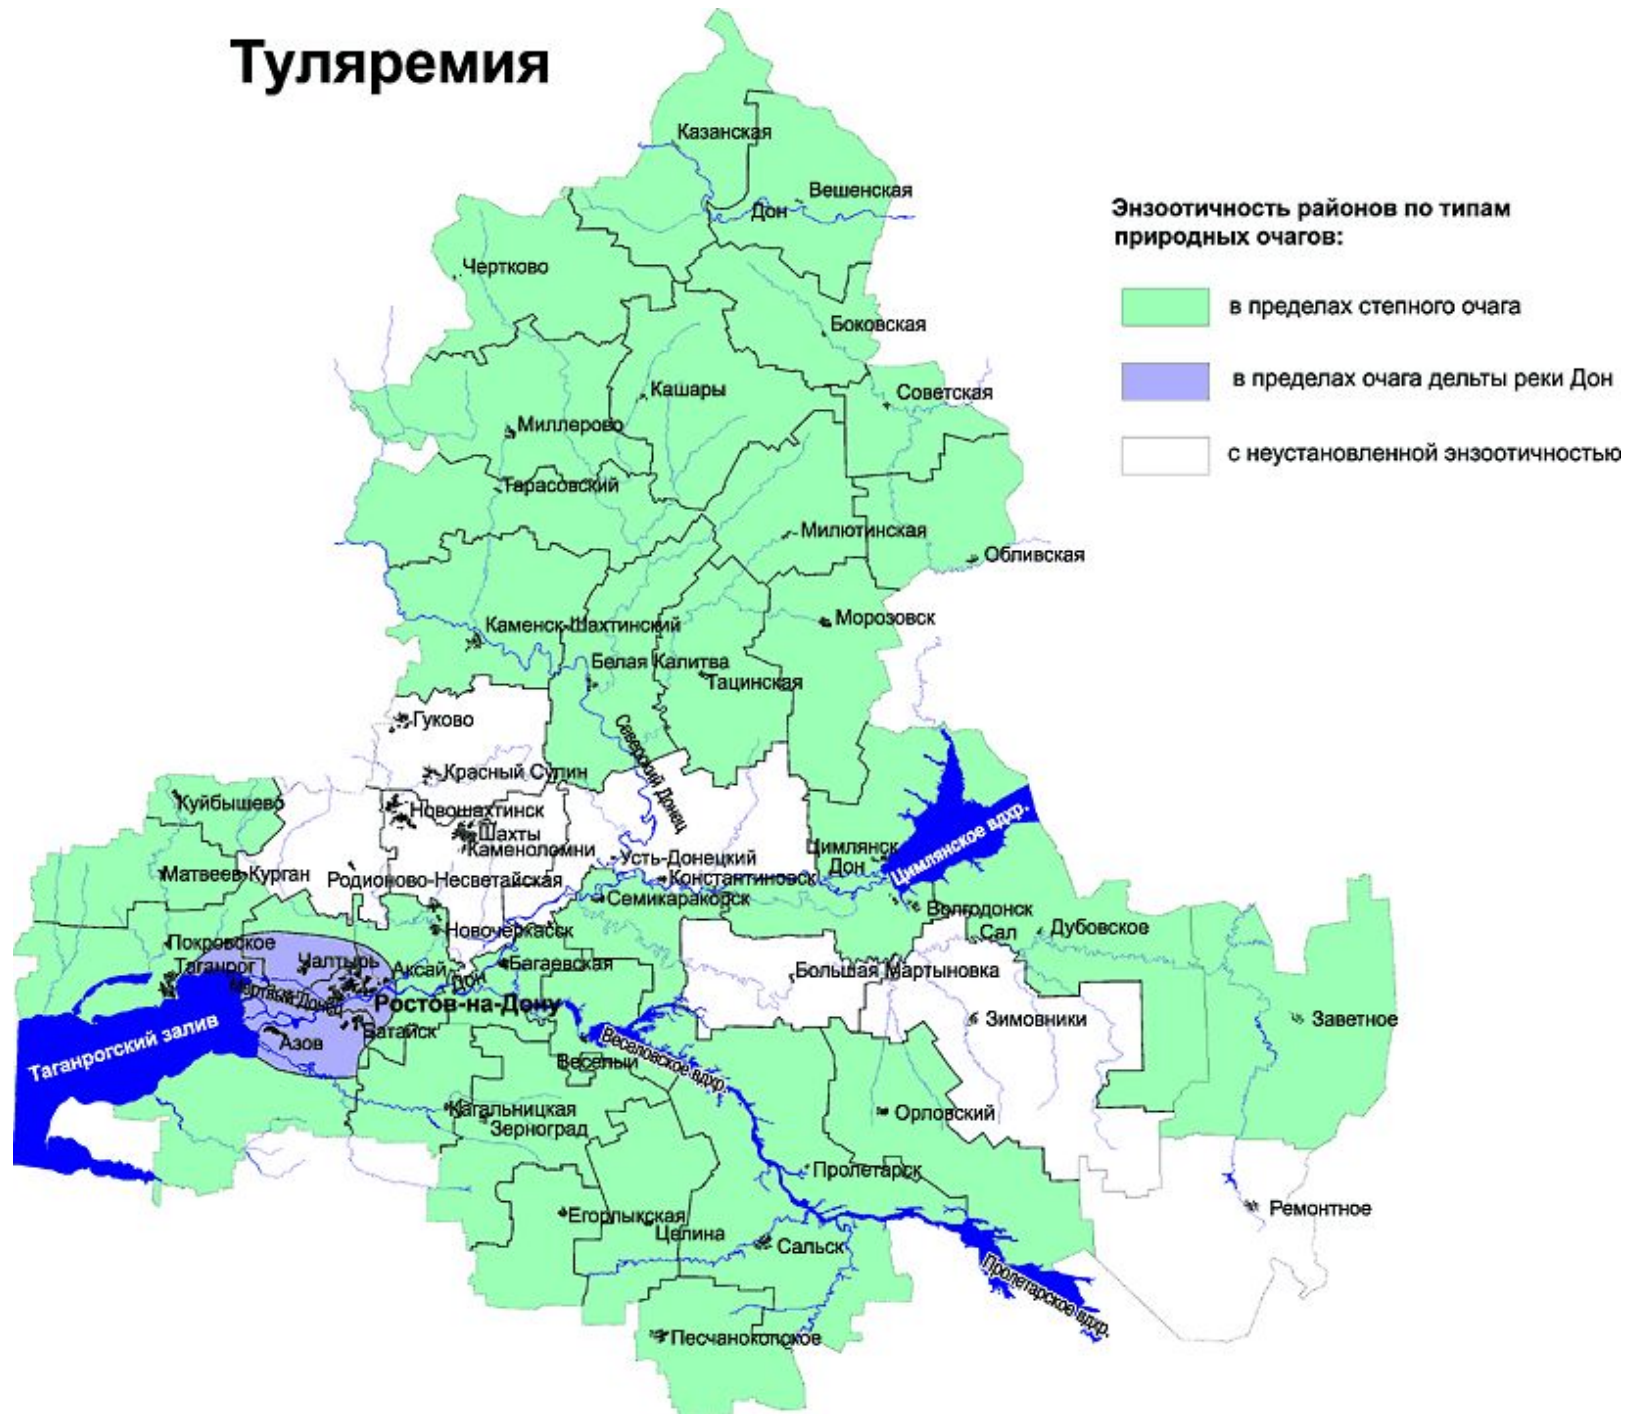 Туляремия
Казанская
Вешенская
Дон
Энзоотичность районов по типам
природных очагов:
в пределах степного очага
в пределах очага дельты реки Дон
с неустановленной энзоотичностью
Чертково
Боковская
Кашары
Советская
Миллерово
Тарасовский
Милютинская
Обливская
Каменск-Шахтинский
Морозовск
Белая Калитва
Тацинская
Гуково
Северский Донец
Красный Сулин
Куйбышево
Новошахтинск
Шахты
Каменоломни
Цимлянское вдхр.
Цимлянск
Дон
Усть-Донецкий
Матвеев-Курган
Родионово-Несветайская
Константиновск
Семикаракорск
Волгодонск
Новочеркасск
Сал
Дубовское
Покровское
Таганрог
Чалтырь
Аксай
Дон
Багаевская
Большая Мартыновка
Мертвый Донец
Ростов-на-Дону
Зимовники
Заветное
Таганрогский залив
Азов
Батайск
Веселый
Веселовское вдхр.
Кагальницкая
Зерноград
Орловский
Пролетарск
Егорлыкская
Целина
Сальск
Ремонтное
Пролетарское вдхр.
Песчанокопское